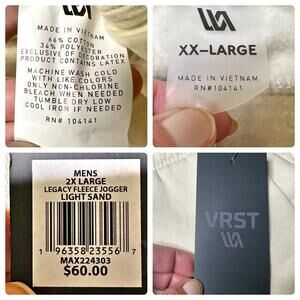 MADE IN VIETNAM
66% COTTON
34% POLYESTER
EXCLUSIVE OF DECORATION
PRODUCT CONTAINS LATEX
MACHINE WASH COLD
WITH LIKE COLORS
ONLY NON-CHLORINE
BLEACH WHEN NEEDED
TUMBLE DRY LOW
COOL IRON IF NEEDED
RN# 104141
XX-LARGE
MADE IN VIETNAM
RN# 104141
MENS
2X LARGE
LEGACY FLEECE JOGGER
LIGHT SAND
1 96358 23556 7
MAX224303
$60.00
VRST